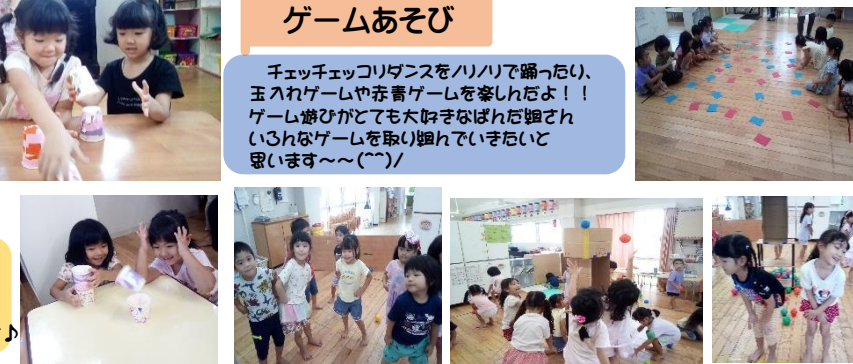 ゲームあそび
チェッチェッコリダンスをノリノリで踊ったり、
玉入れゲームや赤青ゲームを楽しんだよ！！
ゲーム遊びがとても大好きなぱんだ組さん
いろんなゲームを取り組んでいきたいと
思います～～(^^)/
♪